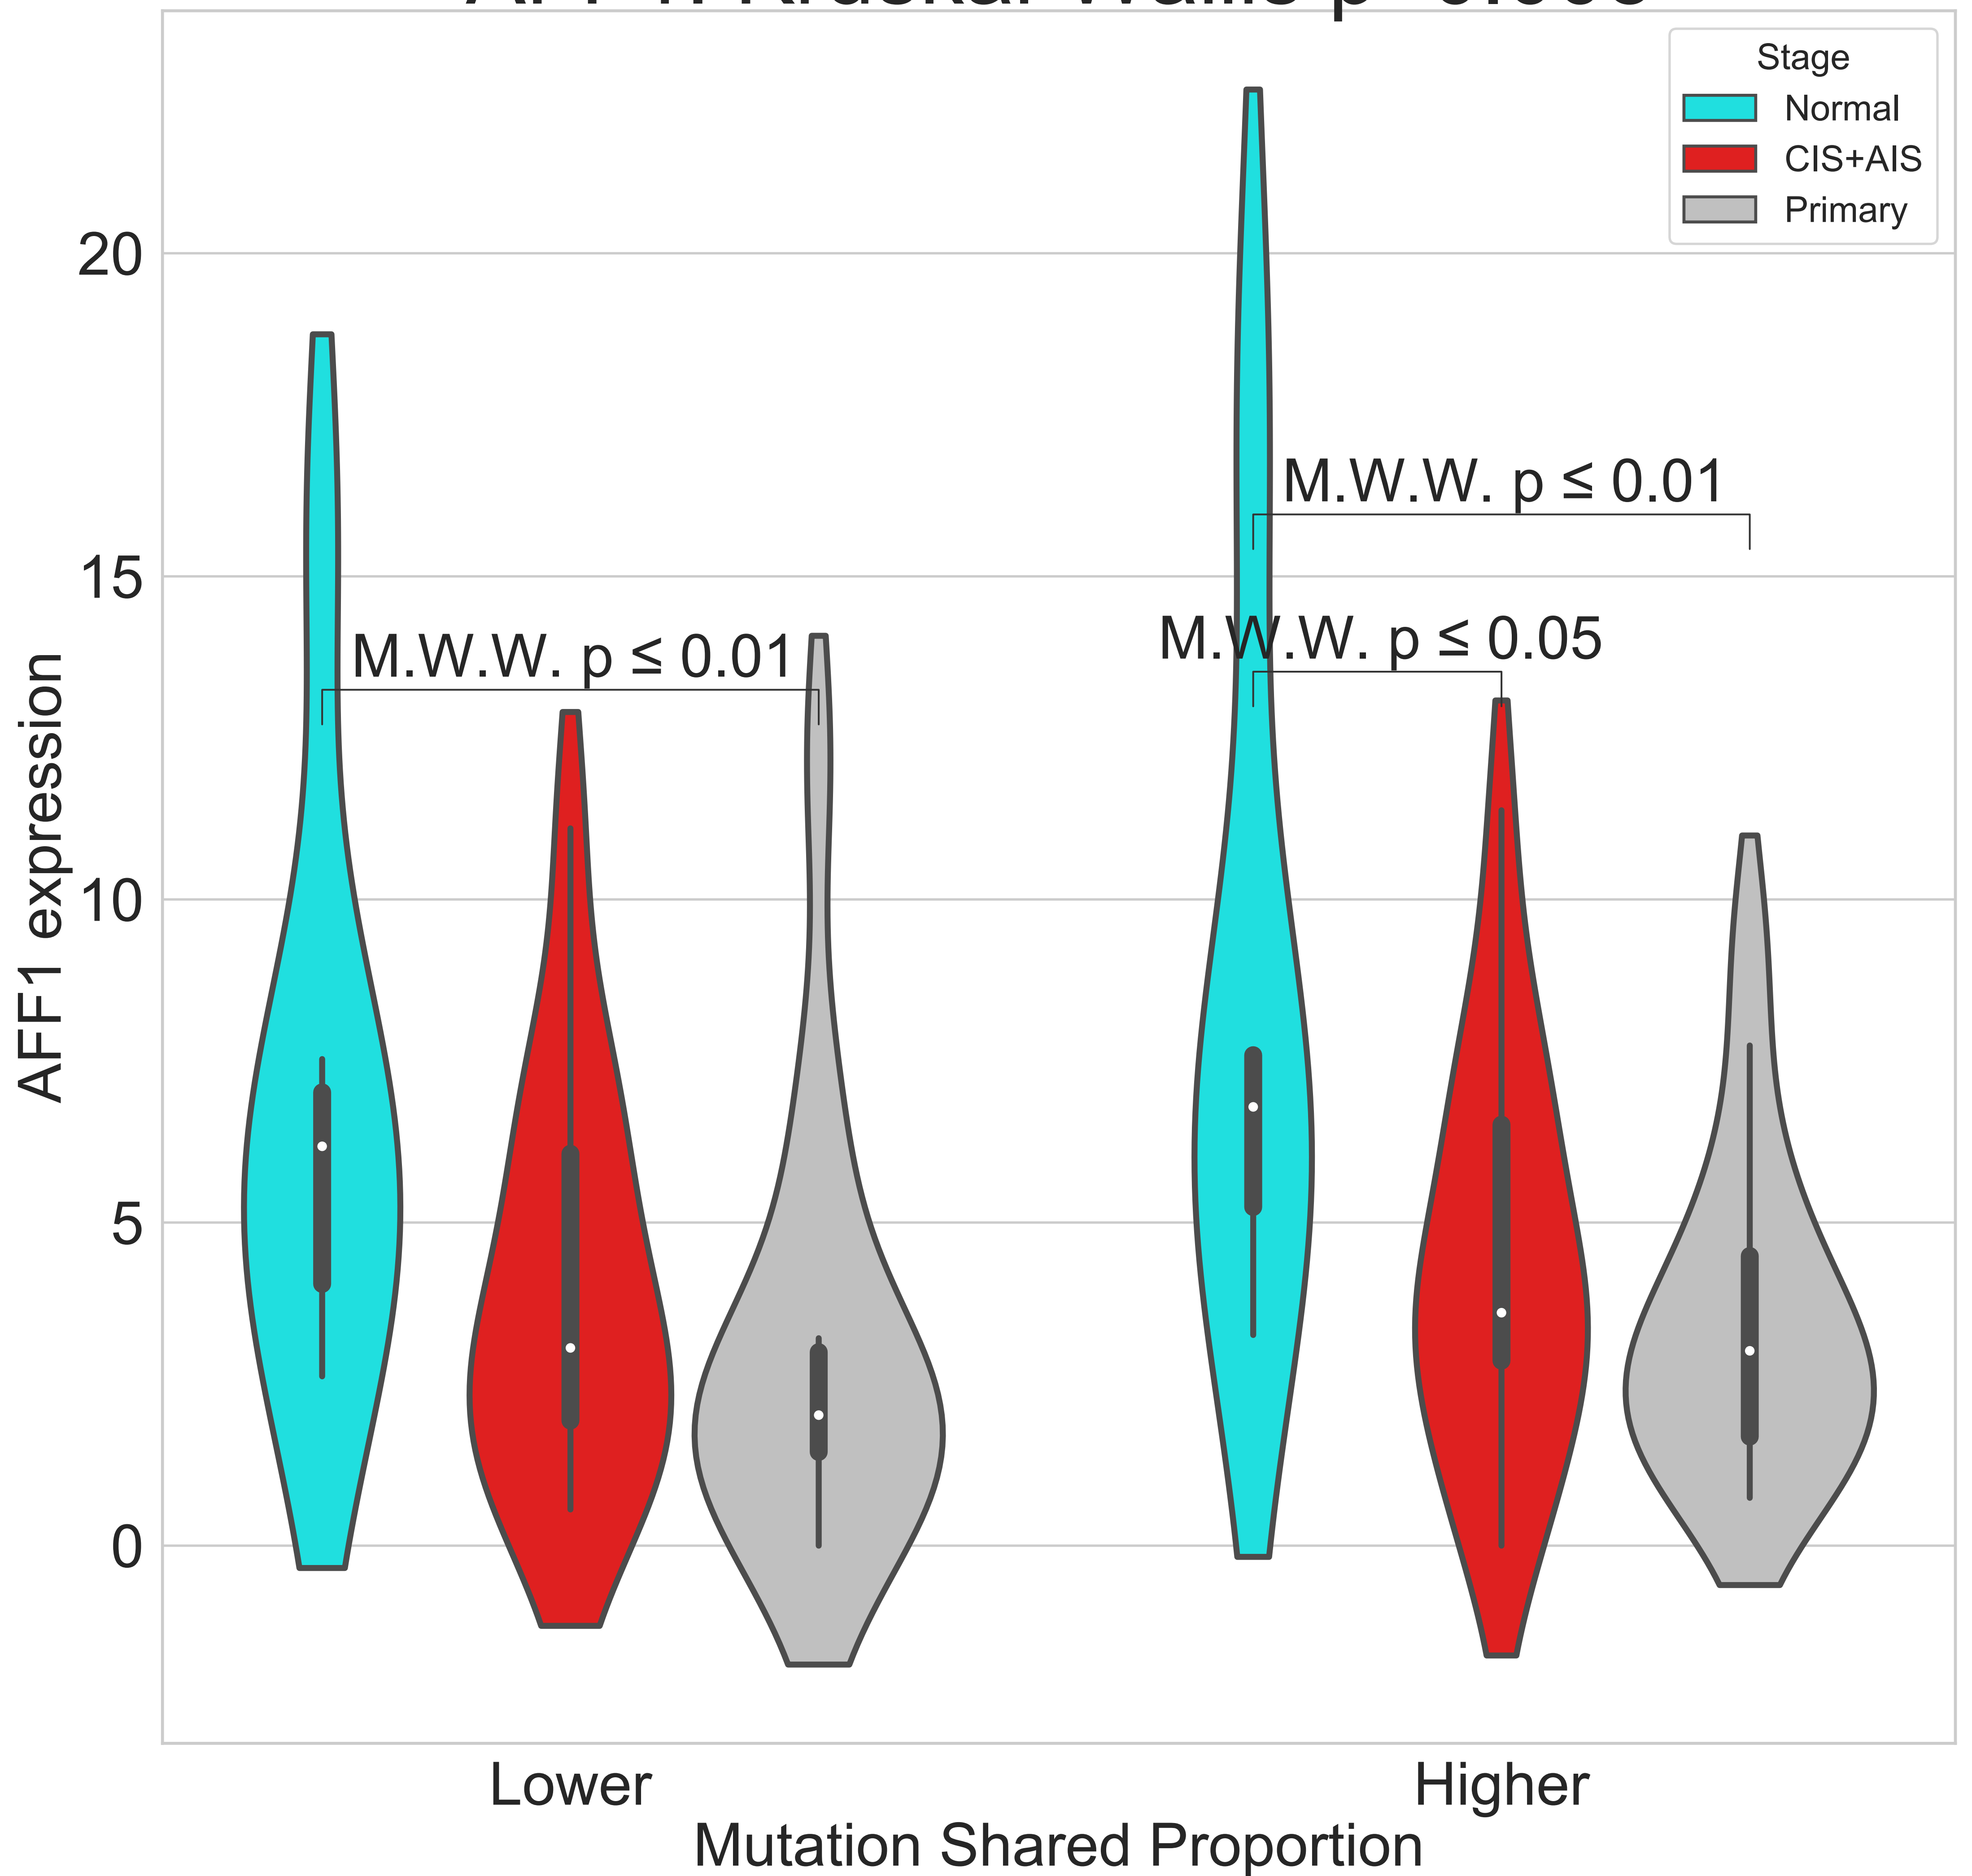 Stage
Normal
CIS+AIS
Primary
20
15
10
5
0
AFF1 expression
M.W.W. p ≤ 0.01
M.W.W. p ≤ 0.01
M.W.W. p ≤ 0.05
Lower
Higher
Mutation Shared Proportion